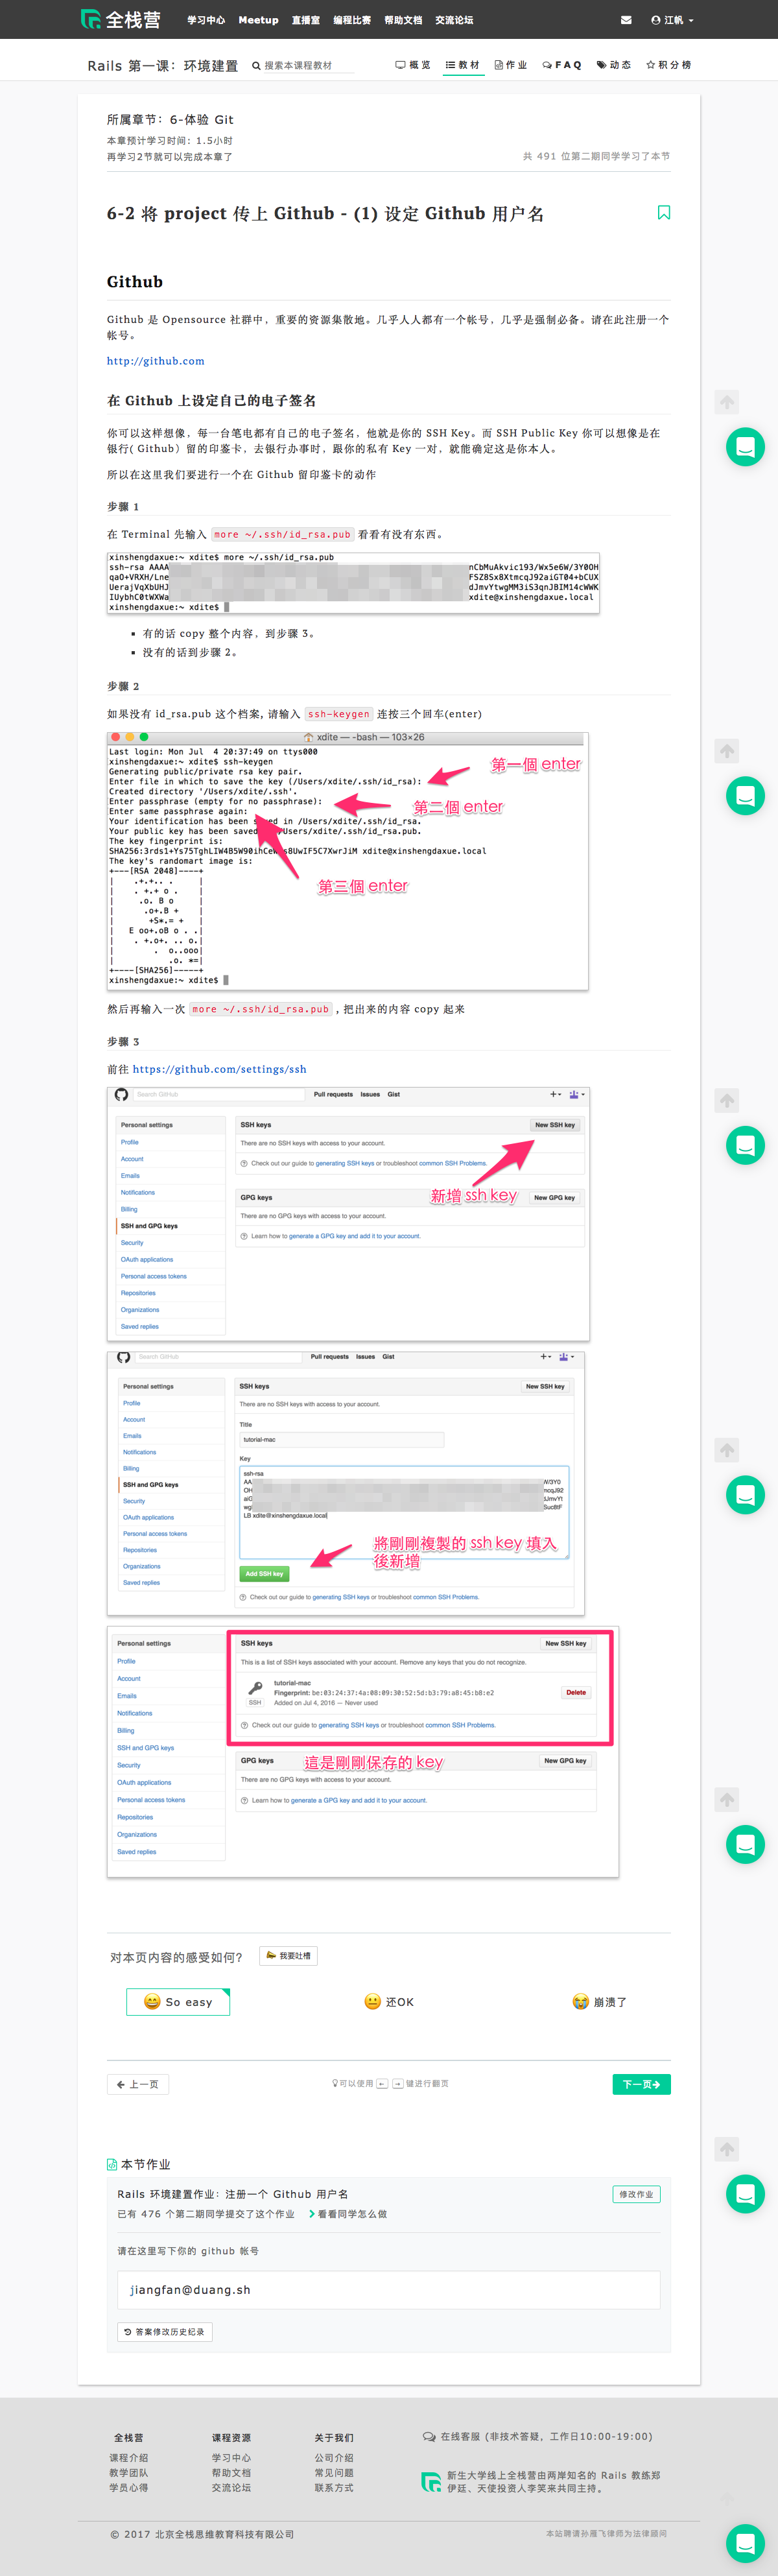 全栈营
学习中心 Meetup 直播室 编程比赛 帮助文档 交流论坛
江帆
Rails 第一课：环境建置
搜索本课程教材
概览 教材 作业 FAQ 动态 积分榜
所属章节：6-体验 Git
本章预计学习时间：1.5小时
再学习2节就可以完成本章了
共 491 位第二期同学学习了本节
6-2 将 project 传上 Github - (1) 设定 Github 用户名
Github
Github 是 Opensource 社群中，重要的资源集散地。几乎人人都有一个帐号，几乎是强制必备。请在此注册一个
帐号。
http://github.com
在 Github 上设定自己的电子签名
你可以这样想像，每一台笔电都有自己的电子签名，他就是你的 SSH Key。而 SSH Public Key 你可以想像是在
银行( Github）留的印鉴卡，去银行办事时，跟你的私有 Key 一对，就能确定这是你本人。
所以在这里我们要进行一个在 Github 留印鉴卡的动作
步骤 1
在 Terminal 先输入 more ~/.ssh/id_rsa.pub 看看有没有东西。
xinshengdaxue:~ xdite$ more ~/.ssh/id_rsa.pub
ssh-rsa AAAA nCbMuAkvic193/Wx5e6W/3Y0OH
qaO+VRXH/Lne FSZ8Sx8XtmcqJ92aiGT04+bCUX
UerajVqXbUHJ dJmvYtwgMM3iS3qnJBIM14cWWK
IUybhC0tWXWa xdite@xinshengdaxue.local
xinshengdaxue:~ xdite$
有的话 copy 整个内容，到步骤 3。
没有的话到步骤 2。
步骤 2
如果没有 id_rsa.pub 这个档案, 请输入 ssh-keygen 连按三个回车(enter)
xdite — -bash — 103×26
Last login: Mon Jul 4 20:37:49 on ttys000
xinshengdaxue:~ xdite$ ssh-keygen
Generating public/private rsa key pair.
Enter file in which to save the key (/Users/xdite/.ssh/id_rsa):
第一個 enter
Created directory '/Users/xdite/.ssh'.
Enter passphrase (empty for no passphrase):
第二個 enter
Enter same passphrase again:
Your identification has been saved in /Users/xdite/.ssh/id_rsa.
Your public key has been saved /Users/xdite/.ssh/id_rsa.pub.
The key fingerprint is:
xdite@xinshengdaxue.local
The key's randomart image is:
第三個 enter
+---[RSA 2048]----+
| .+.+.. . |
| . +.+ o . |
| .o. B o |
| .o+.B + |
| +S*.= + |
| E oo+.oB o . .|
| . +.o+. .. o.|
| . o..ooo|
| .o. *=|
+----[SHA256]-----+
xinshengdaxue:~ xdite$
然后再输入一次 more ~/.ssh/id_rsa.pub , 把出来的内容 copy 起来
步骤 3
前往 https://github.com/settings/ssh
Search GitHub Pull requests Issues Gist
Personal settings
Profile
Account
Emails
Notifications
Billing
SSH and GPG keys
Security
OAuth applications
Personal access tokens
Repositories
Organizations
Saved replies
SSH keys New SSH key
There are no SSH keys with access to your account.
Check out our guide to generating SSH keys or troubleshoot common SSH Problems.
新增 ssh key
GPG keys New GPG key
There are no GPG keys with access to your account.
Learn how to generate a GPG key and add it to your account.
Search GitHub Pull requests Issues Gist
Personal settings
Profile
Account
Emails
Notifications
Billing
SSH and GPG keys
Security
OAuth applications
Personal access tokens
Repositories
Organizations
Saved replies
SSH keys New SSH key
There are no SSH keys with access to your account.
Title
tutorial-mac
Key
ssh-rsa
AA W/3Y0
OH mcqJ92
aiG dJmvYt
wg SucBtF
LB xdite@xinshengdaxue.local
將剛剛複製的 ssh key 填入
後新增
Add SSH key
Check out our guide to generating SSH keys or troubleshoot common SSH Problems.
Personal settings
Profile
Account
Emails
Notifications
Billing
SSH and GPG keys
Security
OAuth applications
Personal access tokens
Repositories
Organizations
Saved replies
SSH keys New SSH key
This is a list of SSH keys associated with your account. Remove any keys that you do not recognize.
tutorial-mac
Fingerprint: be:03:24:37:4a:08:09:30:52:5d:b3:79:a8:45:b8:e2
SSH Added on Jul 4, 2016 — Never used
Delete
Check out our guide to generating SSH keys or troubleshoot common SSH Problems.
GPG keys New GPG key
這是剛剛保存的 key
There are no GPG keys with access to your account.
Learn how to generate a GPG key and add it to your account.
对本页内容的感受如何? 我要吐槽
So easy 还OK 崩溃了
上一页 可以使用 ← → 键进行翻页 下一页
本节作业
Rails 环境建置作业：注册一个 Github 用户名 修改作业
已有 476 个第二期同学提交了这个作业 看看同学怎么做
请在这里写下你的 github 帐号
jiangfan@duang.sh
答案修改历史纪录
全栈营 课程资源 关于我们
课程介绍 学习中心 公司介绍
教学团队 帮助文档 常见问题
学员心得 交流论坛 联系方式
在线客服 (非技术答疑，工作日10:00-19:00)
新生大学线上全栈营由两岸知名的 Rails 教练郑
伊廷、天使投资人李笑来共同主持。
© 2017 北京全栈思维教育科技有限公司
本站聘请孙雁飞律师为法律顾问